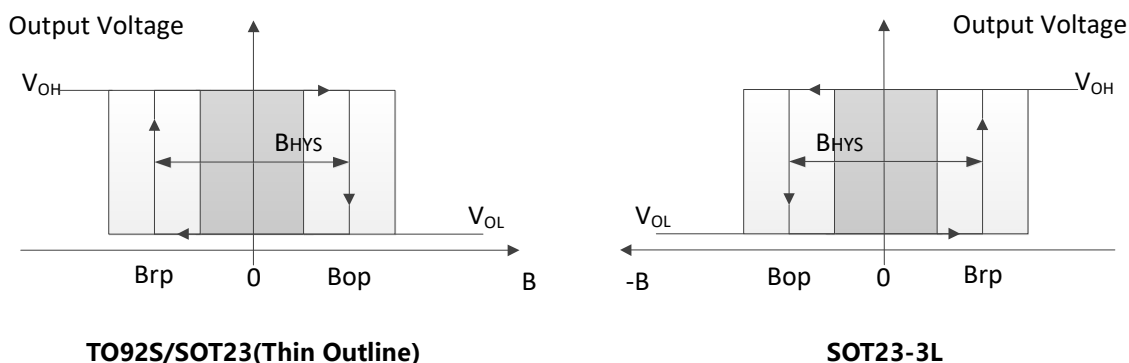 Output Voltage
Output Voltage
VOH
VOH
BHYS
BHYS
VOL
VOL
Brp 0 Bop B
-B Bop 0 Brp
TO92S/SOT23(Thin Outline)
SOT23-3L